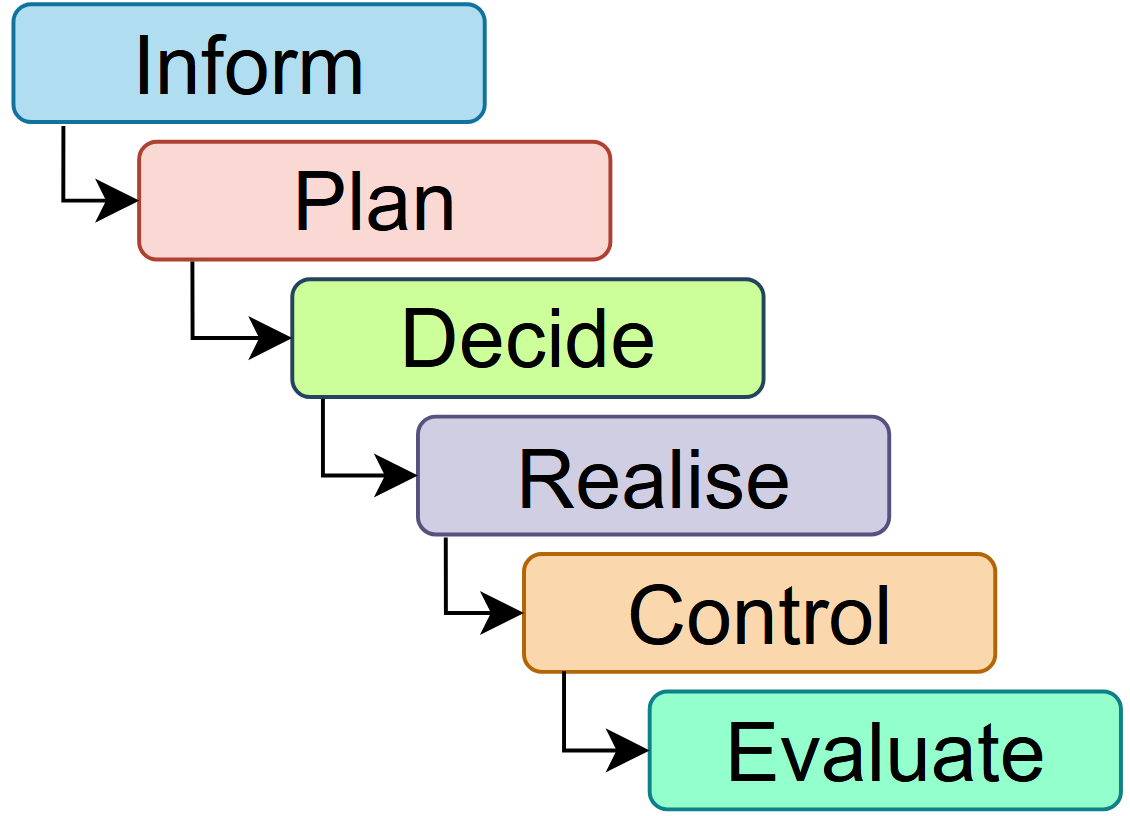 Inform
Plan
Decide
Realise
Control
Evaluate